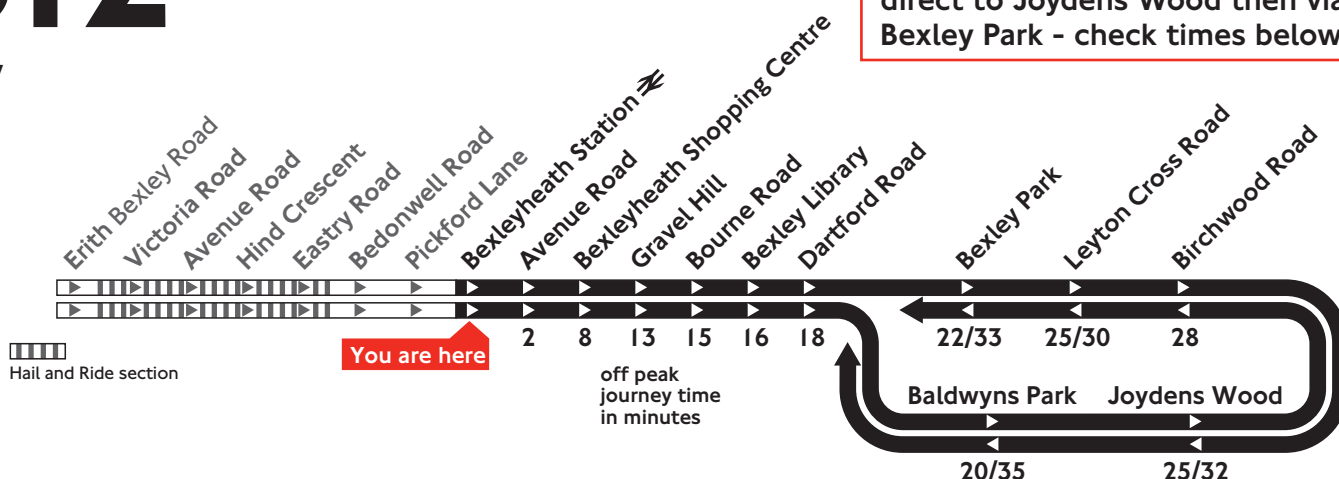 direct to Joydens Wood then via
Bexley Park - check times below
Erith Bexley Road
Victoria Road
Avenue Road
Hind Crescent
Eastry Road
Bedonwell Road
Pickford Lane
Bexleyheath Station
Avenue Road
Bexleyheath Shopping Centre
Gravel Hill
Bourne Road
Bexley Library
Dartford Road
Bexley Park
Leyton Cross Road
Birchwood Road
You are here
2
8
13
15
16
18
22/33
25/30
28
Hail and Ride section
off peak
journey time
in minutes
Baldwyns Park
Joydens Wood
20/35
25/32